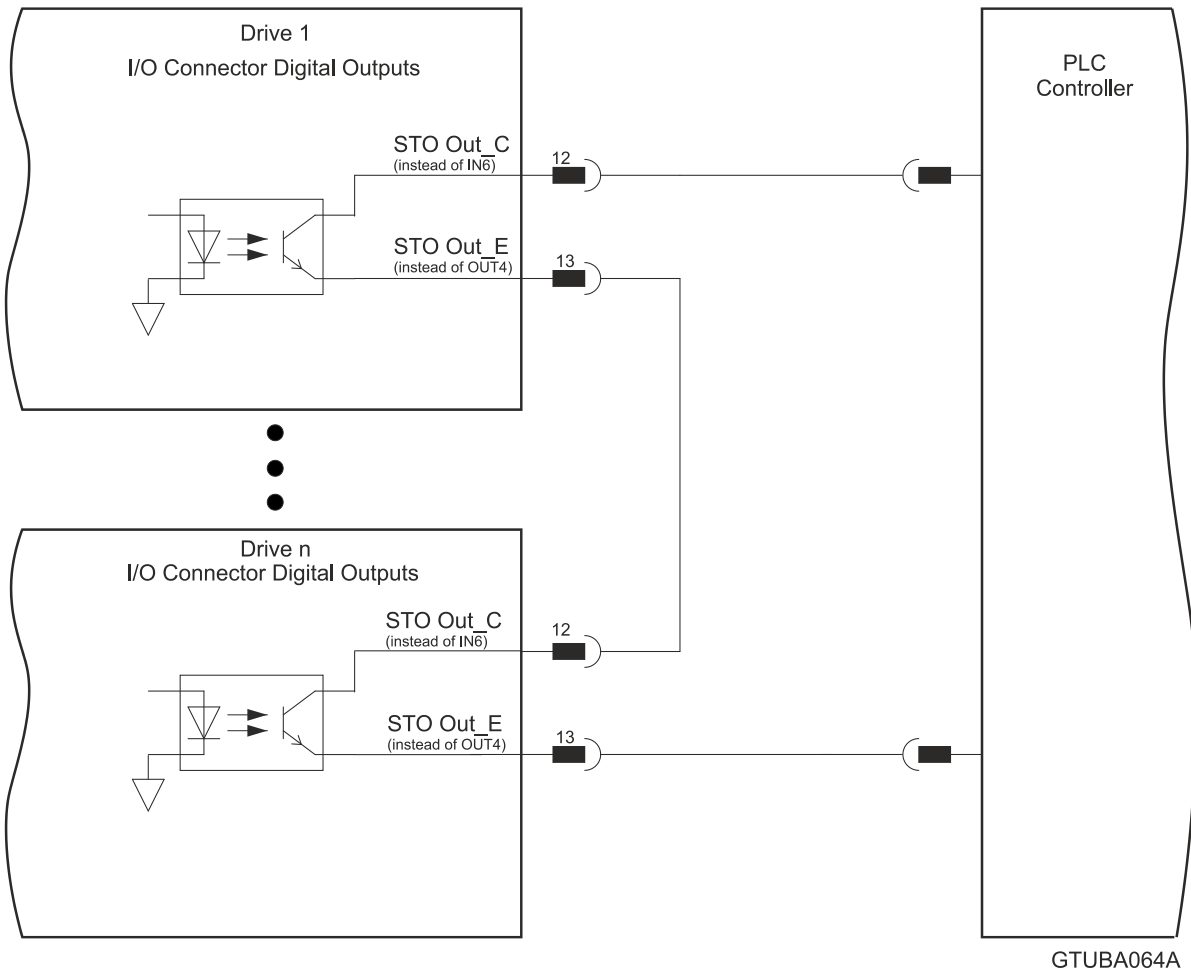 Drive 1
I/O Connector Digital Outputs
STO Out_C
(instead of IN6)
12
STO Out_E
(instead of OUT4)
13
PLC
Controller
Drive n
I/O Connector Digital Outputs
STO Out_C
(instead of IN6)
12
STO Out_E
(instead of OUT4)
13
GTUBA064A